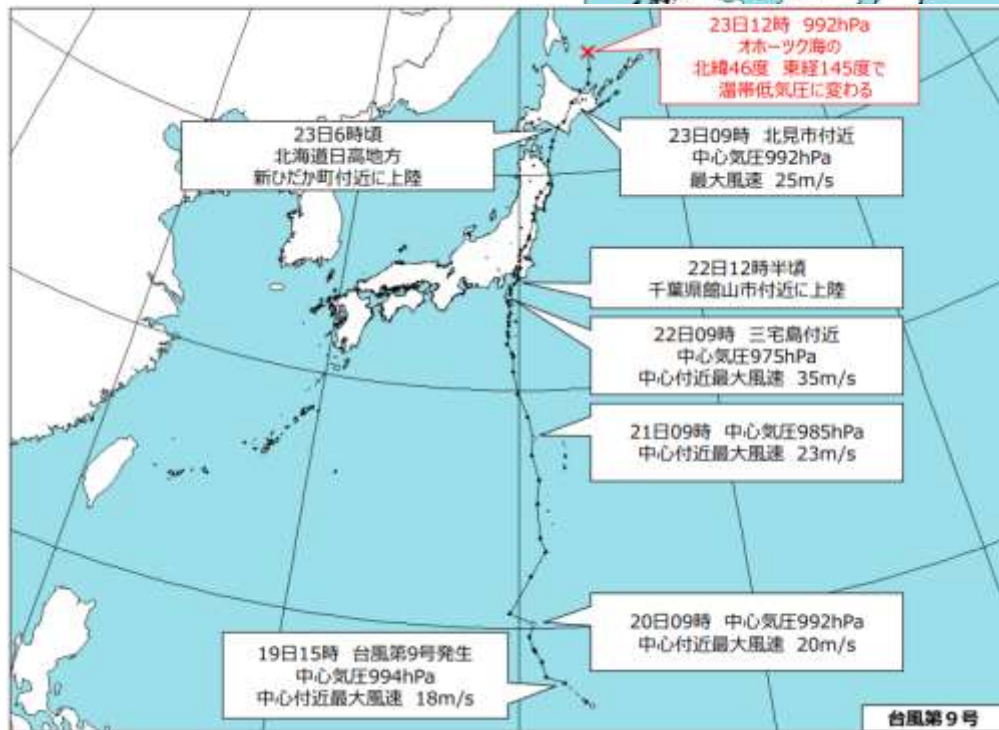 23日12時 992hPa
オホーツク海の
北緯46度 東経145度で
温帯低気圧に変わる
23日6時頃
北海道日高地方
新ひだか町付近に上陸
23日09時 北見市付近
中心気圧992hPa
最大風速 25m/s
22日12時半頃
千葉県館山市付近に上陸
22日09時 三宅島付近
中心気圧975hPa
中心付近最大風速 35m/s
21日09時 中心気圧985hPa
中心付近最大風速 23m/s
20日09時 中心気圧992hPa
中心付近最大風速 20m/s
19日15時 台風第9号発生
中心気圧994hPa
中心付近最大風速 18m/s
台風第9号